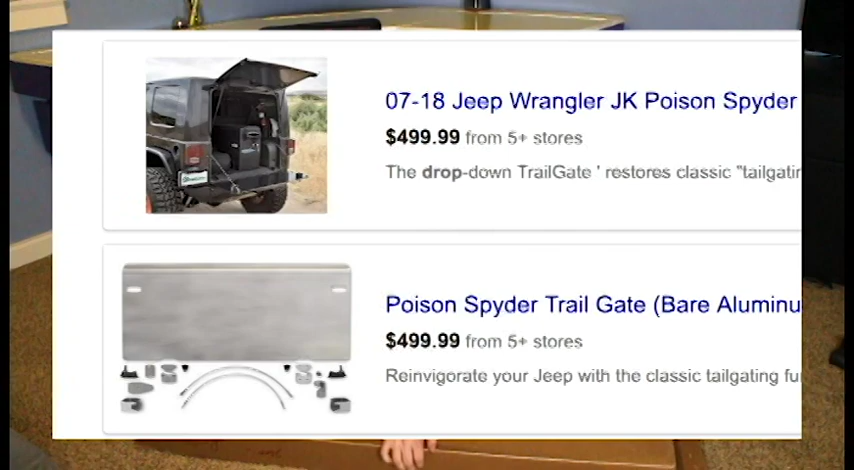 07-18 Jeep Wrangler JK Poison Spyder
$499.99 from 5+ stores
The drop-down TrailGate ' restores classic "tailgatin
Poison Spyder Trail Gate (Bare Aluminu
$499.99 from 5+ stores
Reinvigorate your Jeep with the classic tailgating fu